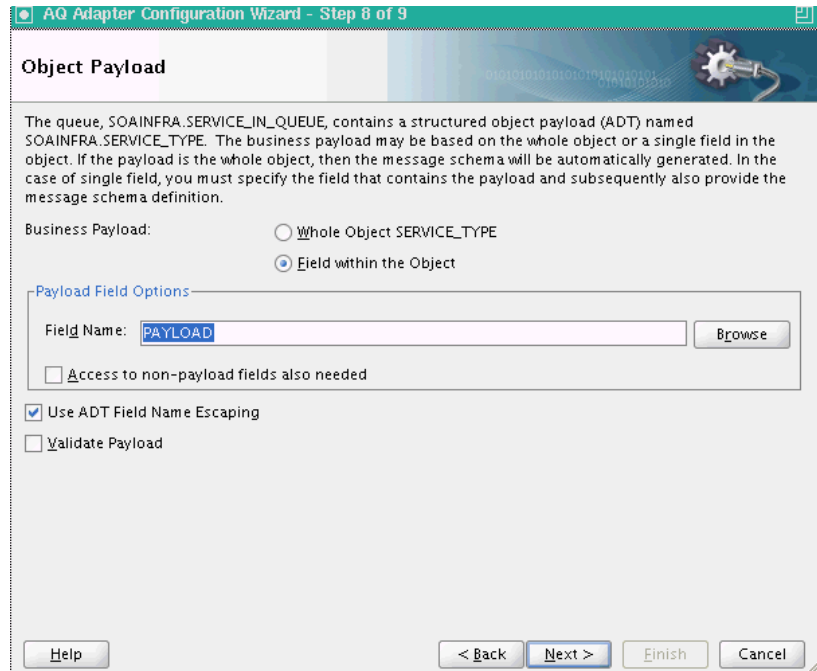 AQ Adapter Configuration Wizard - Step 8 of 9
Object Payload
The queue, SOAINFRA.SERVICE_IN_QUEUE, contains a structured object payload (ADT) named
SOAINFRA.SERVICE_TYPE. The business payload may be based on the whole object or a single field in the
object. If the payload is the whole object, then the message schema will be automatically generated. In the
case of single field, you must specify the field that contains the payload and subsequently also provide the
message schema definition.
Business Payload:
Whole Object SERVICE_TYPE
Field within the Object
Payload Field Options
Field Name: PAYLOAD Browse
Access to non-payload fields also needed
Use ADT Field Name Escaping
Validate Payload
Help < Back Next > Finish Cancel